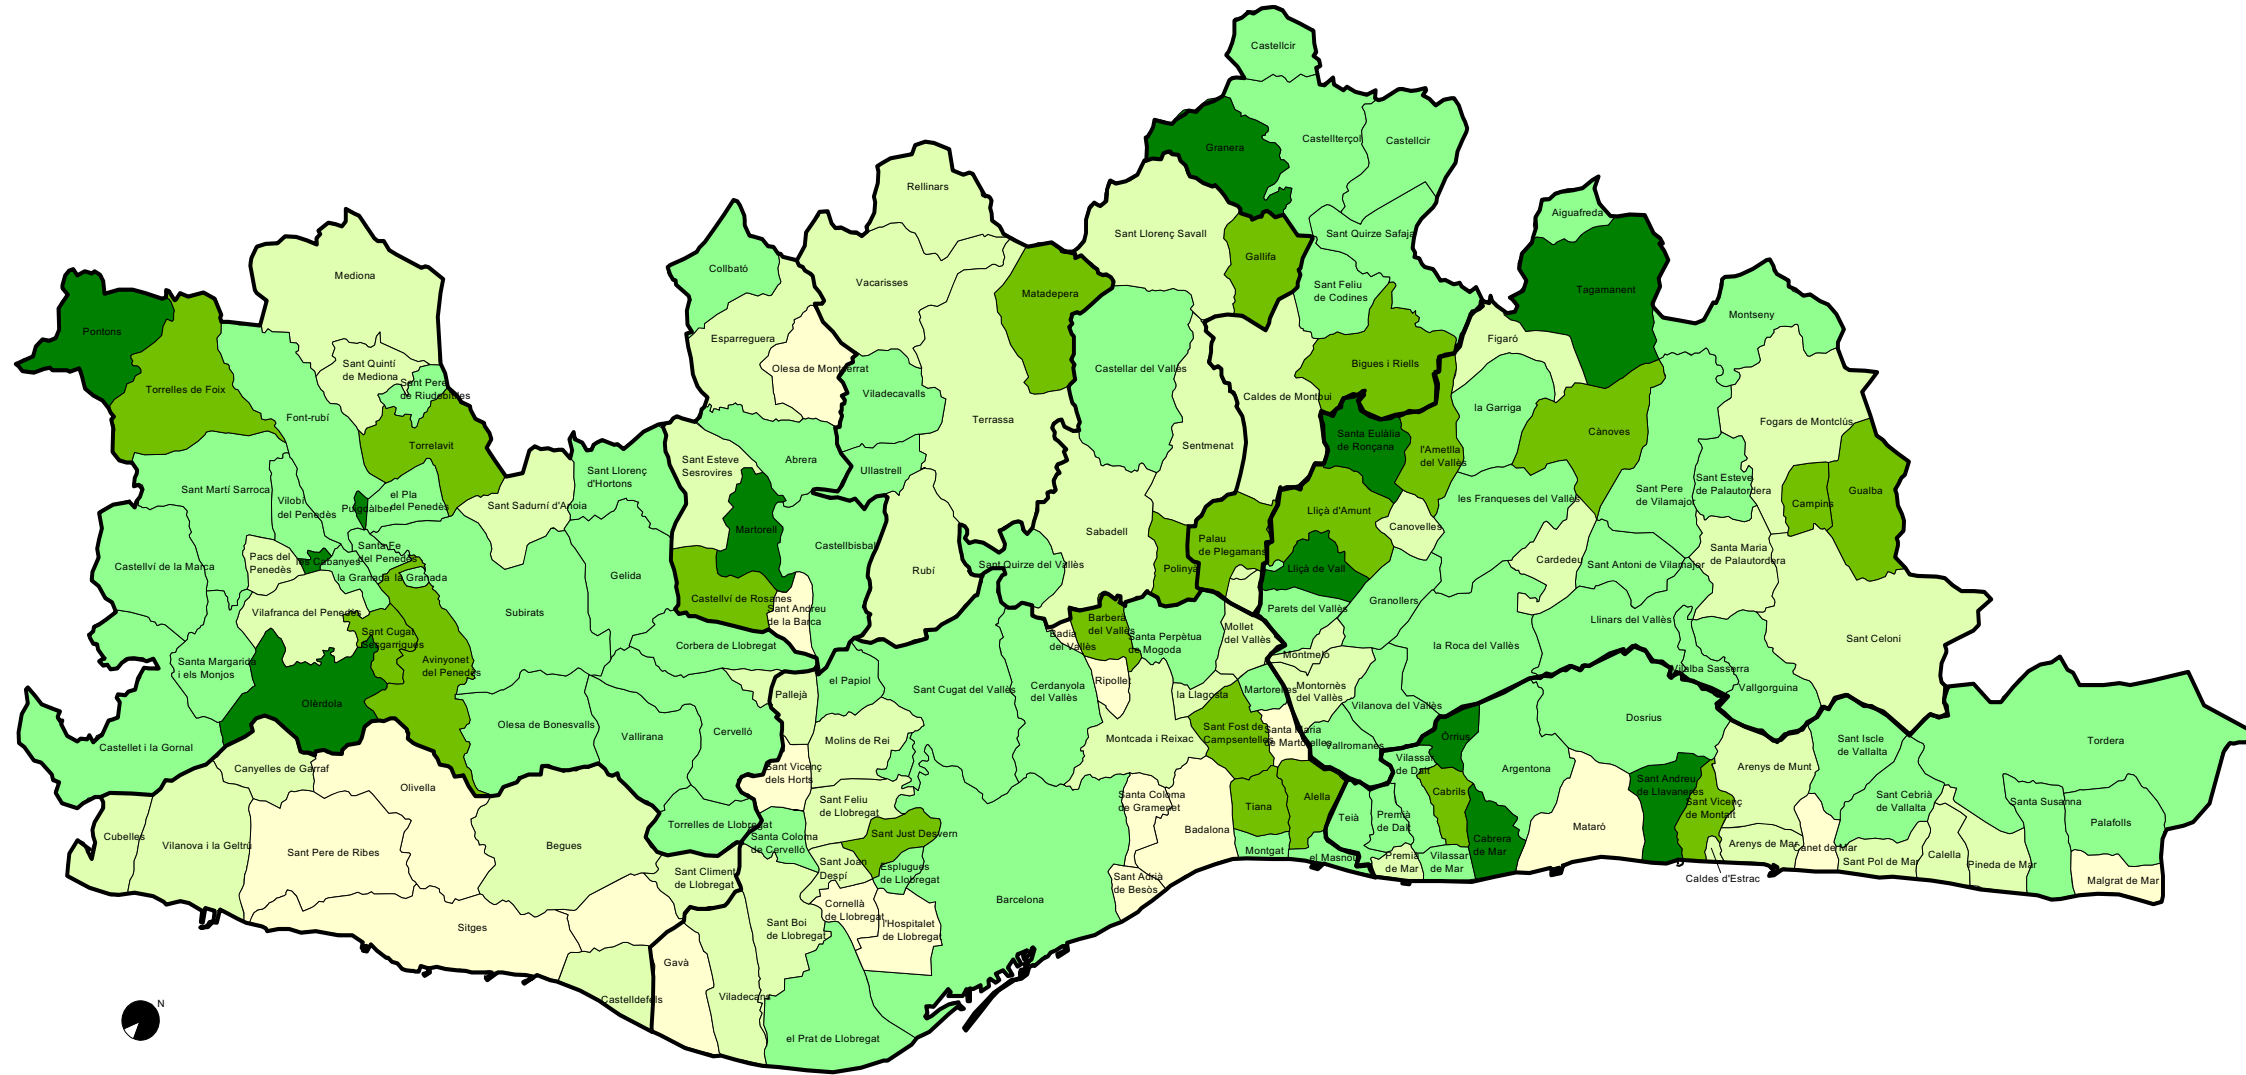 Castellcir
Castellterçol
Castellcir
Granera
Rellinars
Aiguafreda
Sant Llorenç Savall
Sant Quirze Safaja
Gallifa
Collbató
Mediona
Vacarisses
Matadepera
Sant Feliu
de Codines
Tagamanent
Montseny
Pontons
Esparreguera
Figaró
Sant Quintí
de Mediona
Olesa de Montserrat
Castellar del Vallès
Bigues i Riells
Torrelles de Foix
Sant Pere
de Riudebitlles
Viladecavalls
Caldes de Montbui
la Garriga
Font-rubí
Terrassa
Fogars de Montclús
Cànoves
Santa Eulàlia
de Ronçana
Torrelavit
Sentmenat
l'Ametlla
del Vallès
Sant Esteve
Sesrovires
Abrera
Ullastrell
Sant Llorenç
d'Hortons
Sant Martí Sarroca
Vilobí
del Penedès
el Pla
del Penedès
Puigdàlber
Sant Sadurní d'Anoia
les Franqueses del Vallès
Sant Pere
de Vilamajor
Sant Esteve
de Palautordera
Campins
Gualba
Lliçà d'Amunt
Canovelles
Martorell
Castellbisbal
Sabadell
Palau
de Plegamans
Santa Fe
del Penedès
Pacs del
Penedès
les Cabanyes
Castellví de la Marca
la Granada
la Granada
Gelida
Rubí
Sant Quirze del Vallès
Polinyà
Lliçà de Vall
Cardedeu
Sant Antoni de Vilamajor
Santa Maria
de Palautordera
Castellví de Rosanes
Sant Andreu
de la Barca
Granollers
Parets del Vallès
Vilafranca del Penedès
Subirats
Sant Cugat
Sesgarrigues
Barberà
del Vallès
Badia
del Vallès
Santa Perpètua
de Mogoda
Mollet
del Vallès
Llinars del Vallès
Sant Celoni
la Roca del Vallès
Corbera de Llobregat
Montmeló
Santa Margarida
i els Monjos
Avinyonet
del Penedès
Vilalba Sasserra
el Papiol
Sant Cugat del Vallès
Cerdanyola
del Vallès
Ripollet
Pallejà
la Llagosta
Martorelles
Montornès
del Vallès
Vallgorguina
Olèrdola
Vilanova del Vallès
Olesa de Bonesvalls
Vallirana
Cervelló
Molins de Rei
Montcada i Reixac
Sant Fost de
Campsentelles
Santa Maria
de Martorelles
Vallromanes
Òrrius
Dosrius
Castellet i la Gornal
Sant Iscle
de Vallalta
Tordera
Canyelles de Garraf
Sant Vicenç
dels Horts
Vilassar
de Dalt
Argentona
Arenys de Munt
Olivella
Sant Feliu
de Llobregat
Santa Coloma
de Gramenet
Tiana
Alella
Cabrils
Sant Andreu
de Llavaneres
Sant Vicenç
de Montalt
Sant Cebrià
de Vallalta
Santa Susanna
Palafolls
Cubelles
Vilanova i la Geltrú
Sant Pere de Ribes
Begues
Torrelles de Llobregat
Santa Coloma
de Cervelló
Sant Just Desvern
Badalona
Teià
Premià
de Dalt
Cabrera
de Mar
Mataró
Arenys de Mar
Canet de Mar
Sant Pol de Mar
Calella
Pineda de Mar
Montgat
el Masnou
Premià
de Mar
Vilassar
de Mar
Caldes d'Estrac
Malgrat de Mar
Sant Climent
de Llobregat
Sant Joan
Despí
Esplugues
de Llobregat
Sant Adrià
de Besòs
Barcelona
Cornellà
de Llobregat
l'Hospitalet
de Llobregat
Sant Boi
de Llobregat
Sitges
Gavà
Castelldefels
Viladecans
el Prat de Llobregat
N